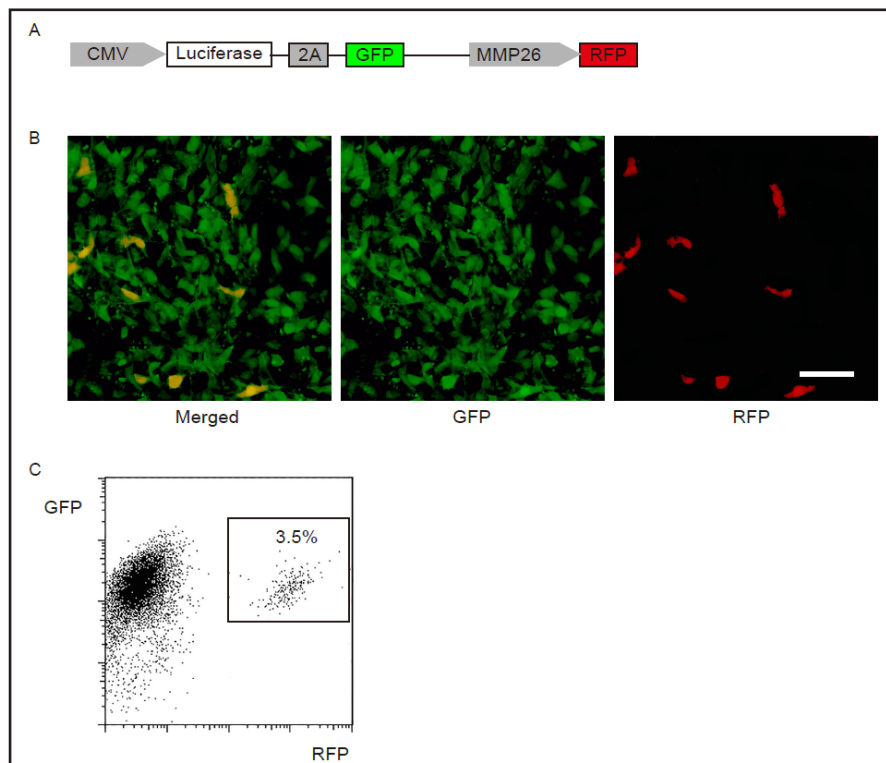 A
CMV Luciferase 2A GFP MMP26 RFP
B
Merged GFP RFP
C
GFP
3.5%
RFP